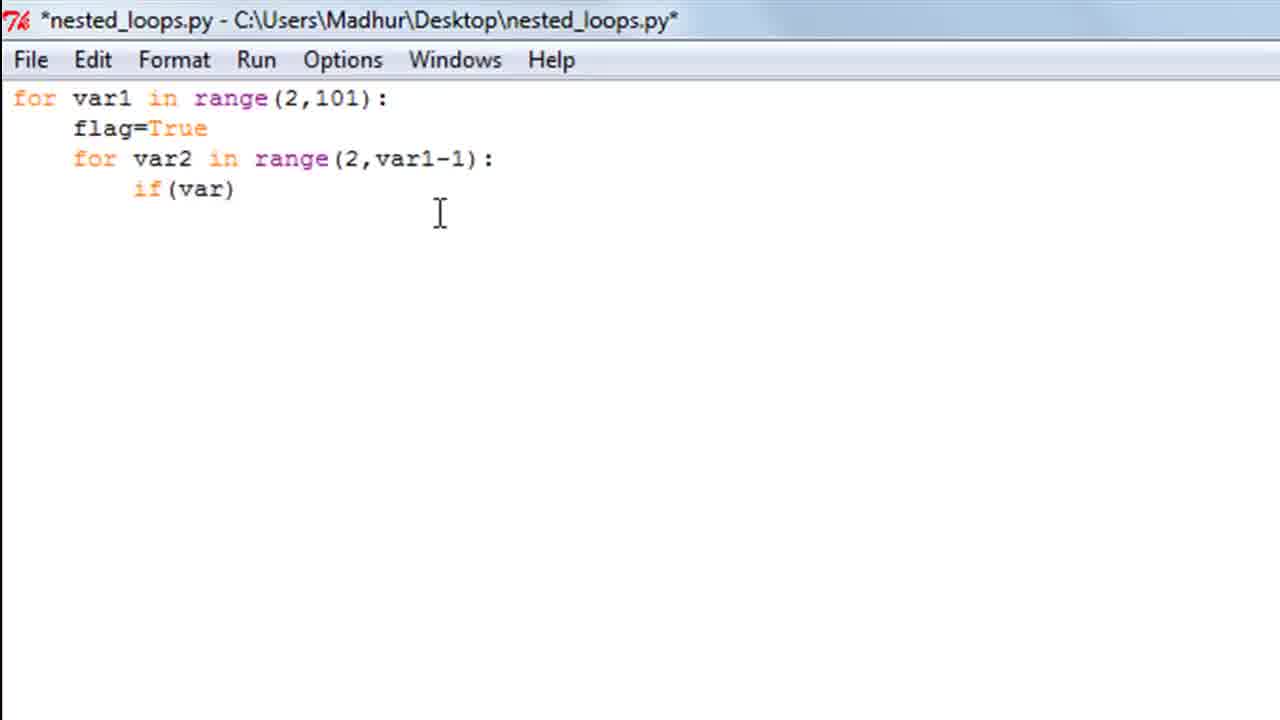 *nested_loops.py - C:\Users\Madhur\Desktop\nested_loops.py*
File Edit Format Run Options Windows Help
for var1 in range(2,101):
    flag=True
    for var2 in range(2,var1-1):
        if(var)